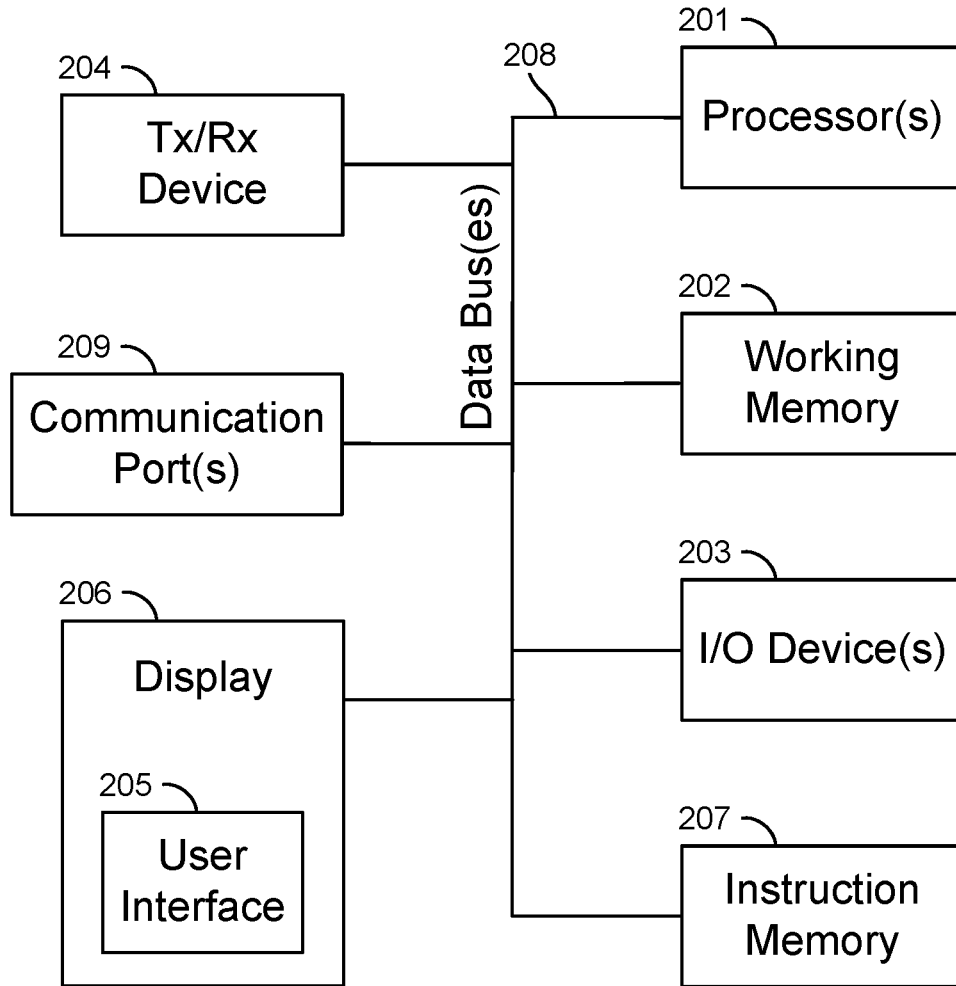 201
Processor(s)
208
204
Tx/Rx
Device
Data Bus(es)
202
Working
Memory
209
Communication
Port(s)
203
I/O Device(s)
206
Display
205
User
Interface
207
Instruction
Memory